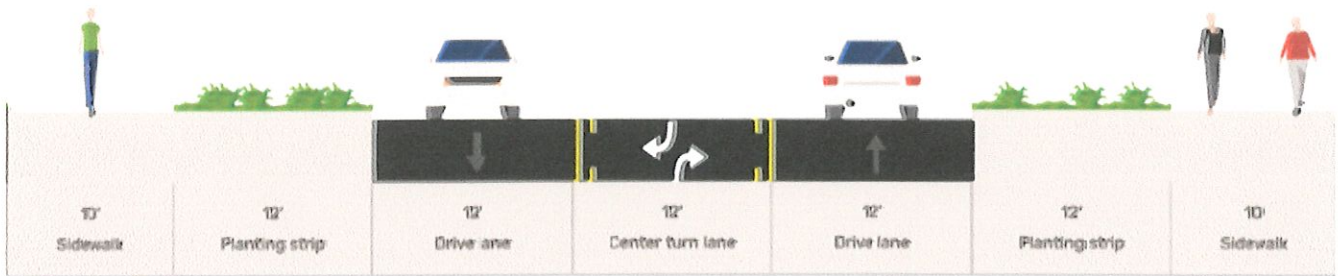 10' 12' 12' 12' 12' 12' 10'
Sidewalk Planting strip Drive lane Center turn lane Drive lane Planting strip Sidewalk